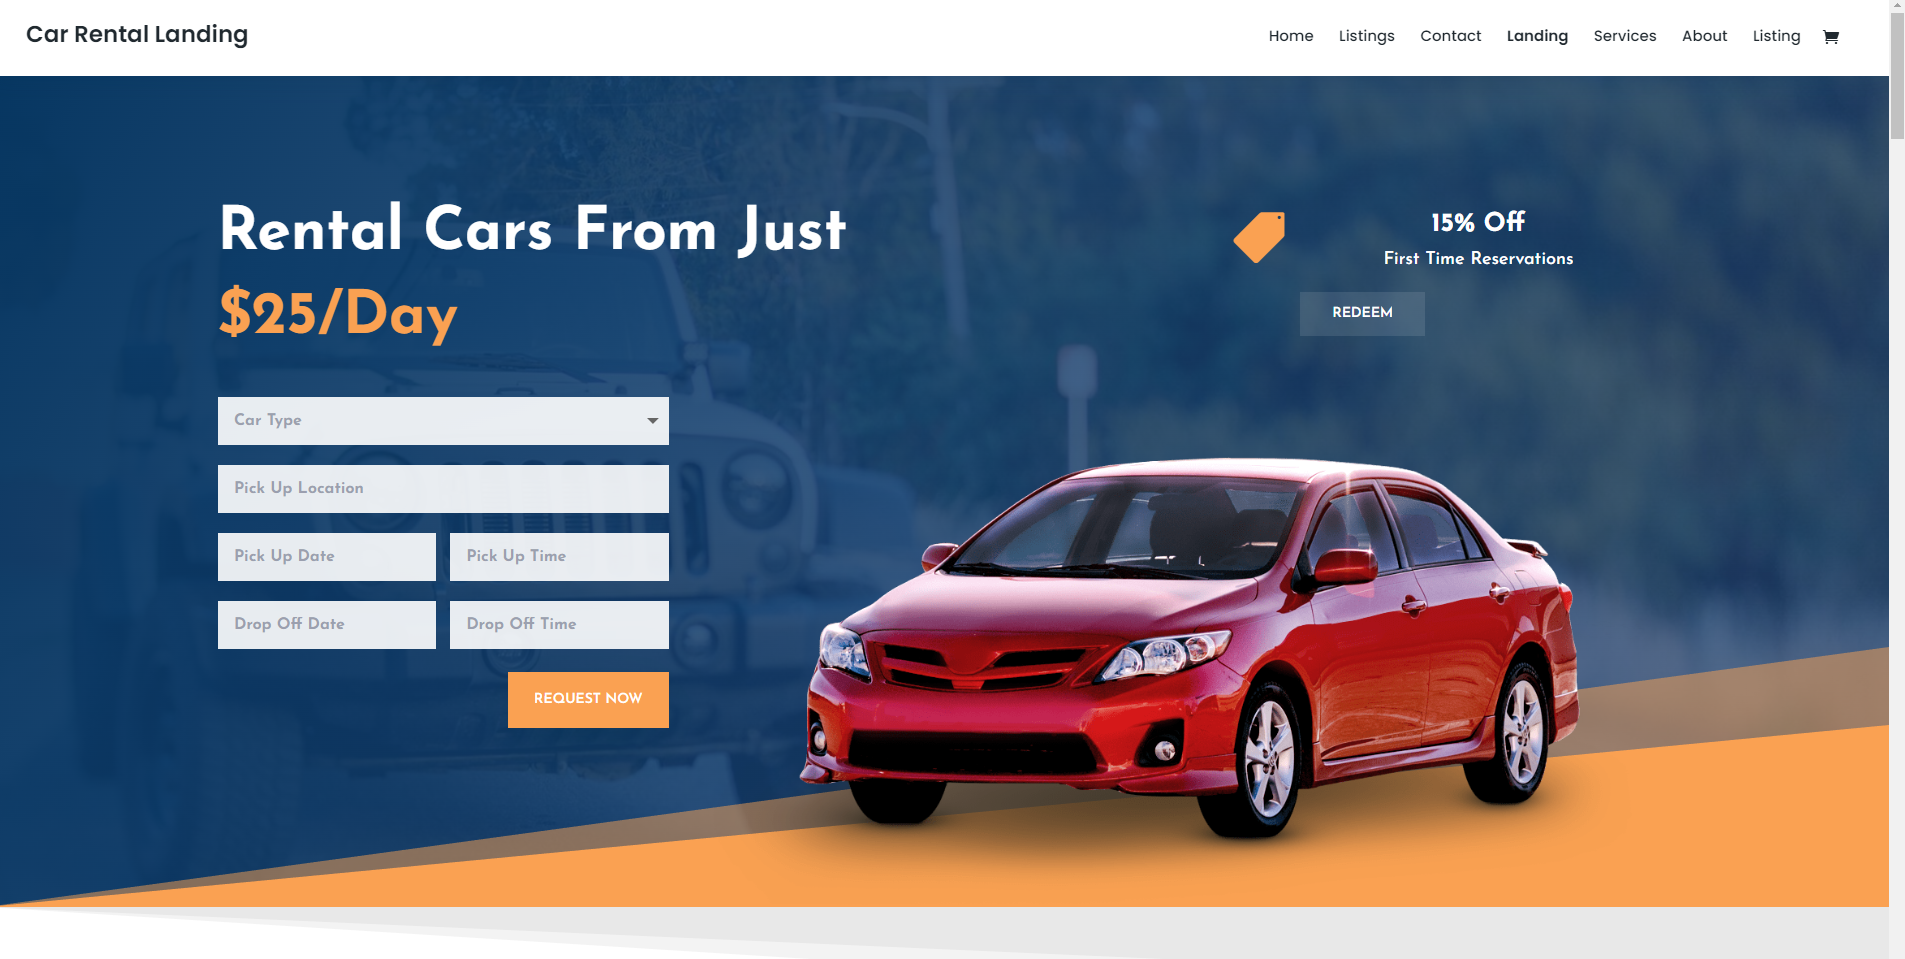 Car Rental Landing
Home Listings Contact Landing Services About Listing
Rental Cars From Just
$25/Day
15% Off
First Time Reservations
REDEEM
Car Type
Pick Up Location
Pick Up Date Pick Up Time
Drop Off Date Drop Off Time
REQUEST NOW